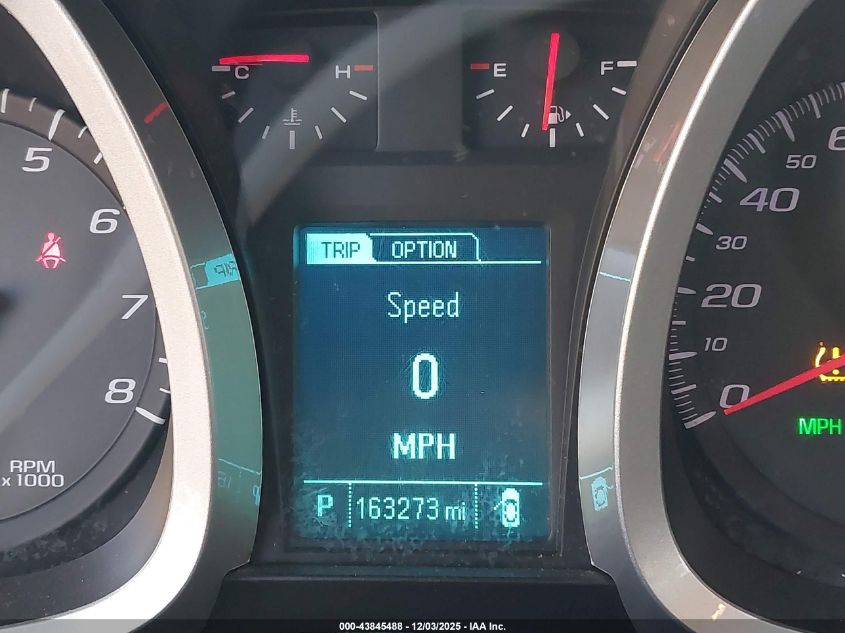 C H
E F
5
6
7
8
RPM
x 1000
TRIP OPTION
Speed
0
MPH
P 163273 mi
50
40
30
20
10
0
MPH
000-43845488 - 12/03/2025 - IAA Inc.